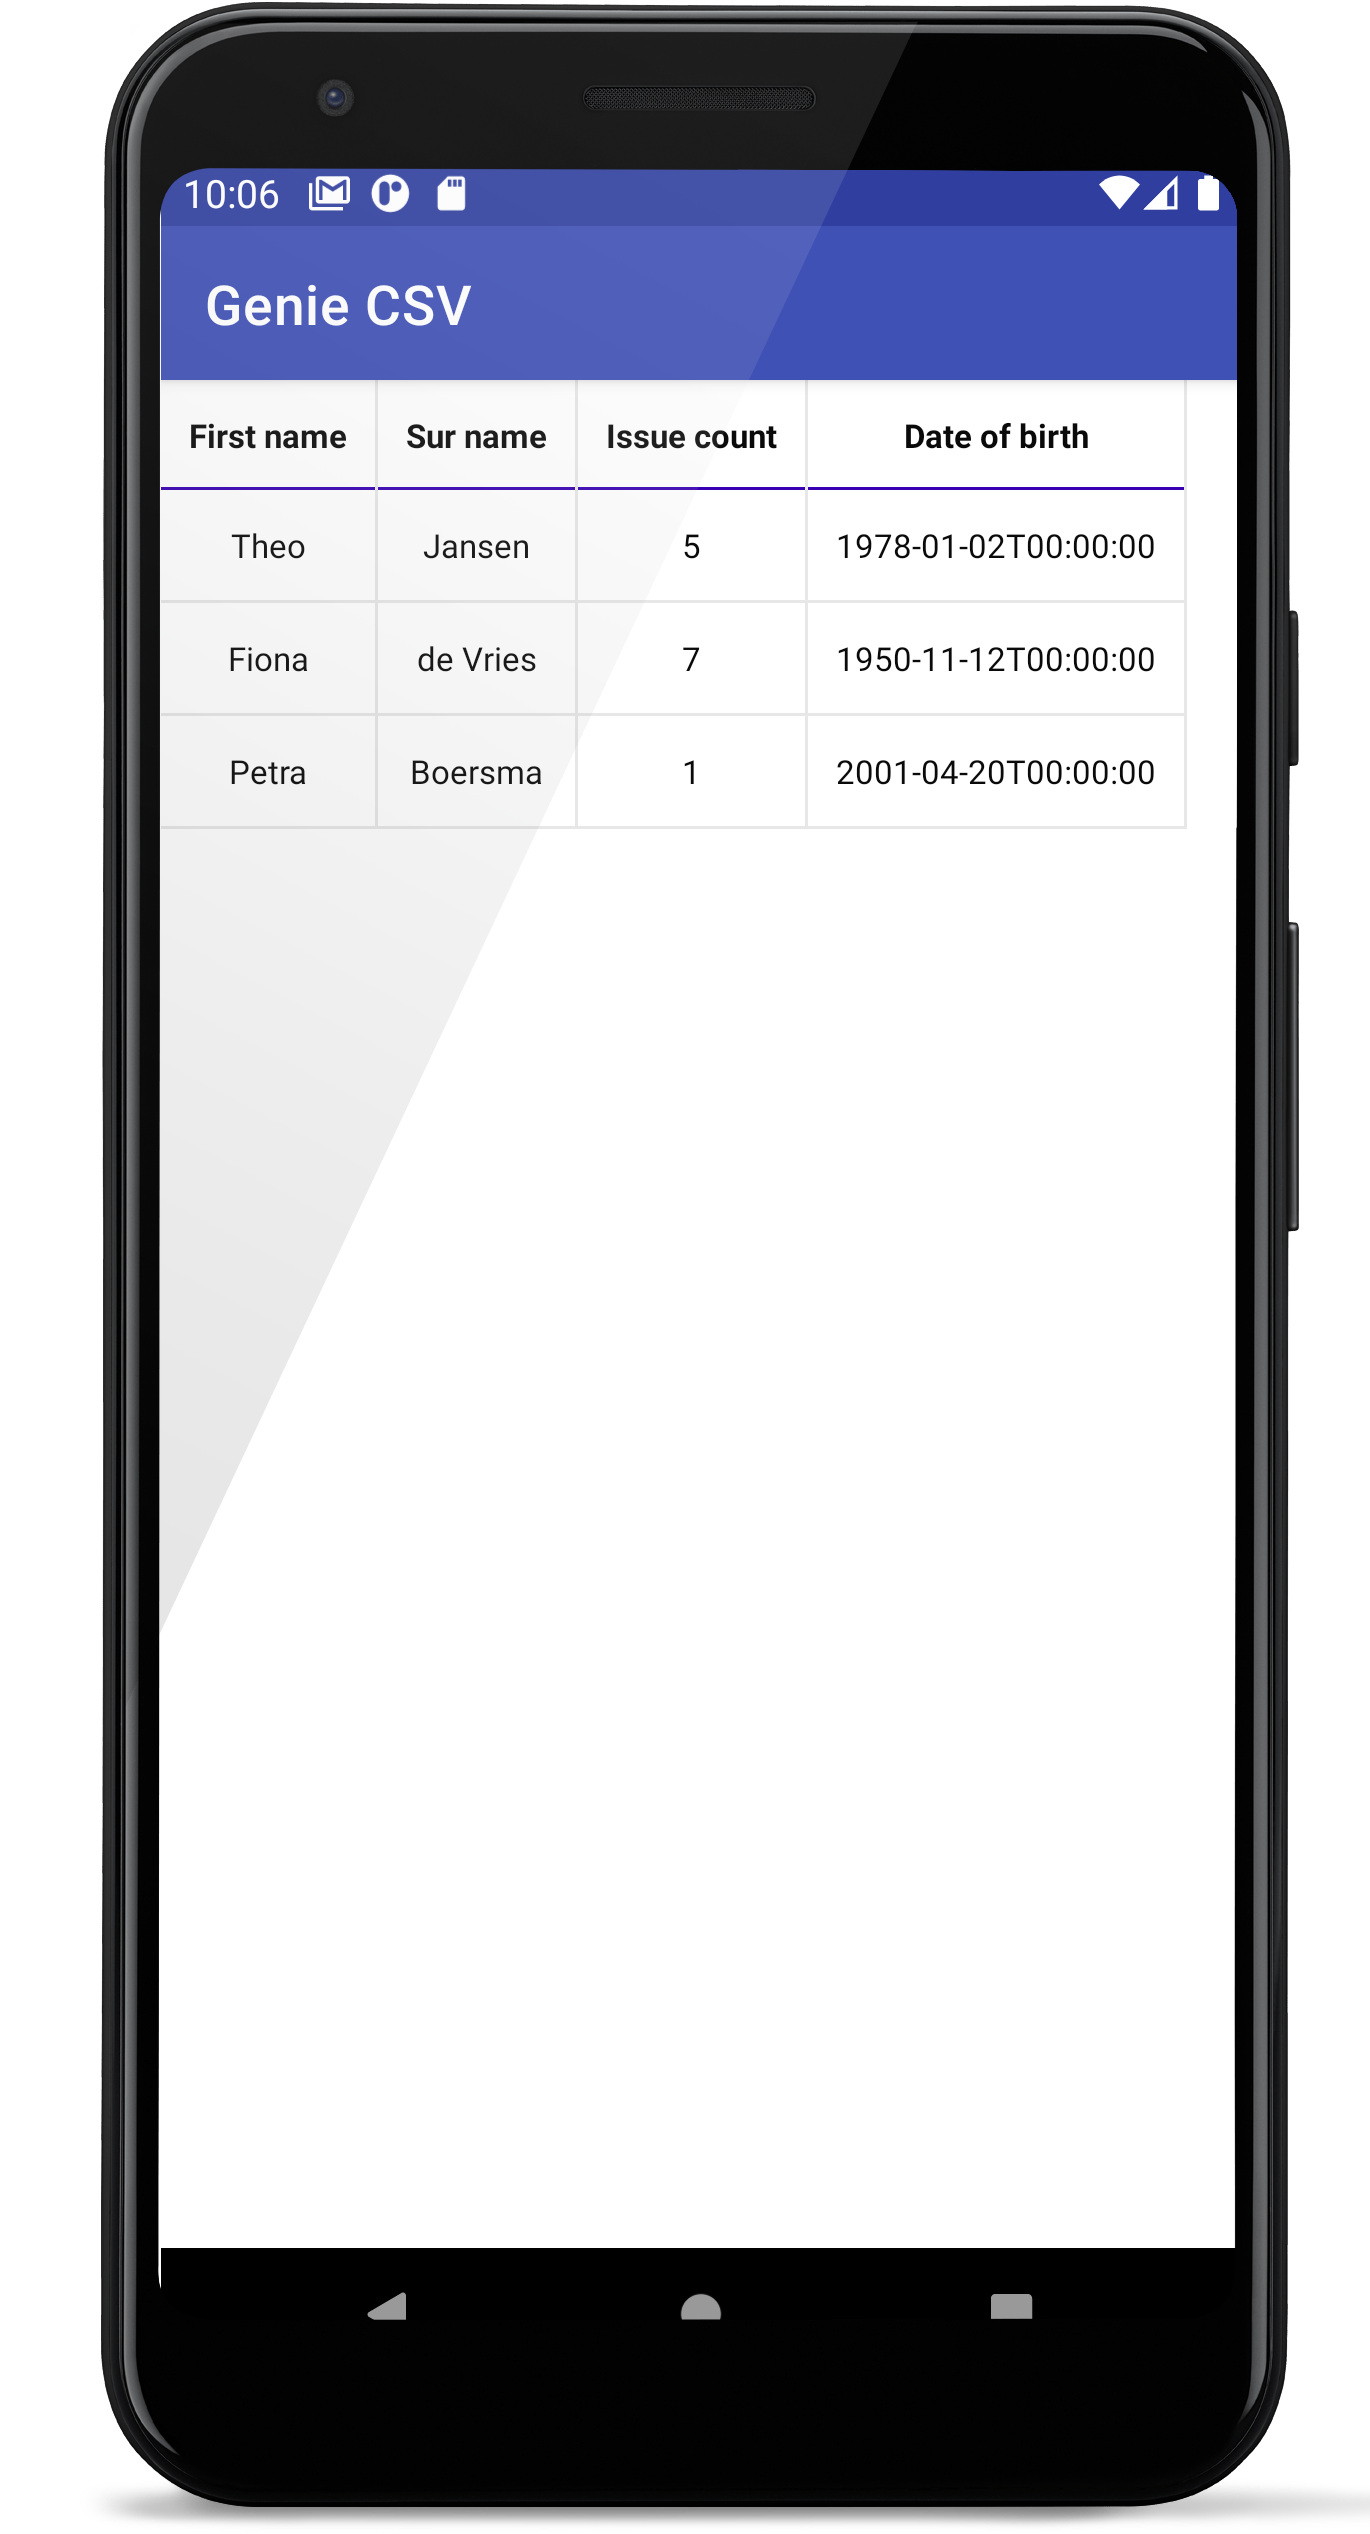 10:06
Genie CSV
First name Sur name Issue count Date of birth
Theo Jansen 5 1978-01-02T00:00:00
Fiona de Vries 7 1950-11-12T00:00:00
Petra Boersma 1 2001-04-20T00:00:00